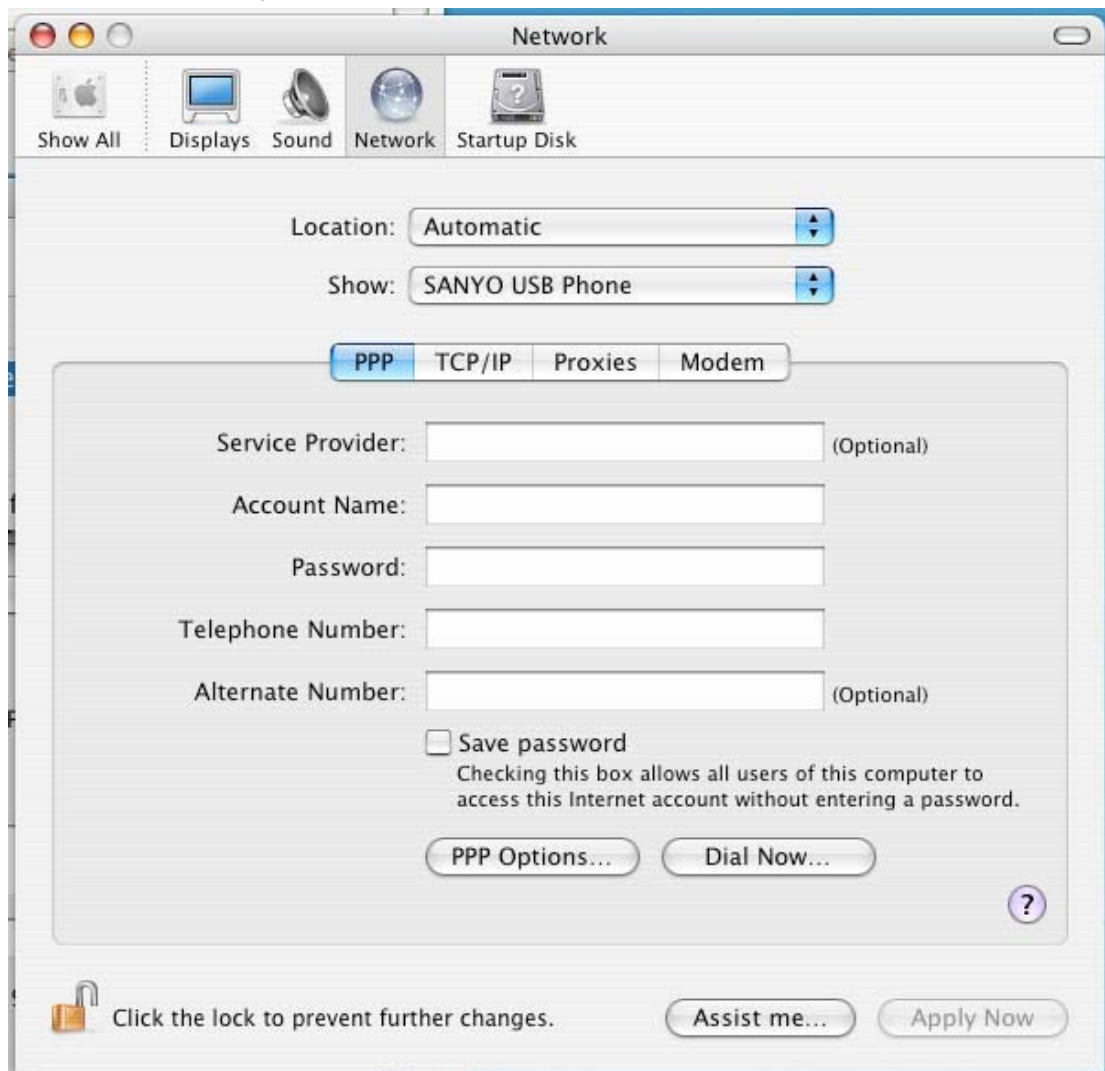 Network
Show All Displays Sound Network Startup Disk
Location: Automatic
Show: SANYO USB Phone
PPP TCP/IP Proxies Modem
Service Provider: (Optional)
Account Name:
Password:
Telephone Number:
Alternate Number: (Optional)
Save password
Checking this box allows all users of this computer to
access this Internet account without entering a password.
PPP Options... Dial Now...
?
Click the lock to prevent further changes. Assist me... Apply Now